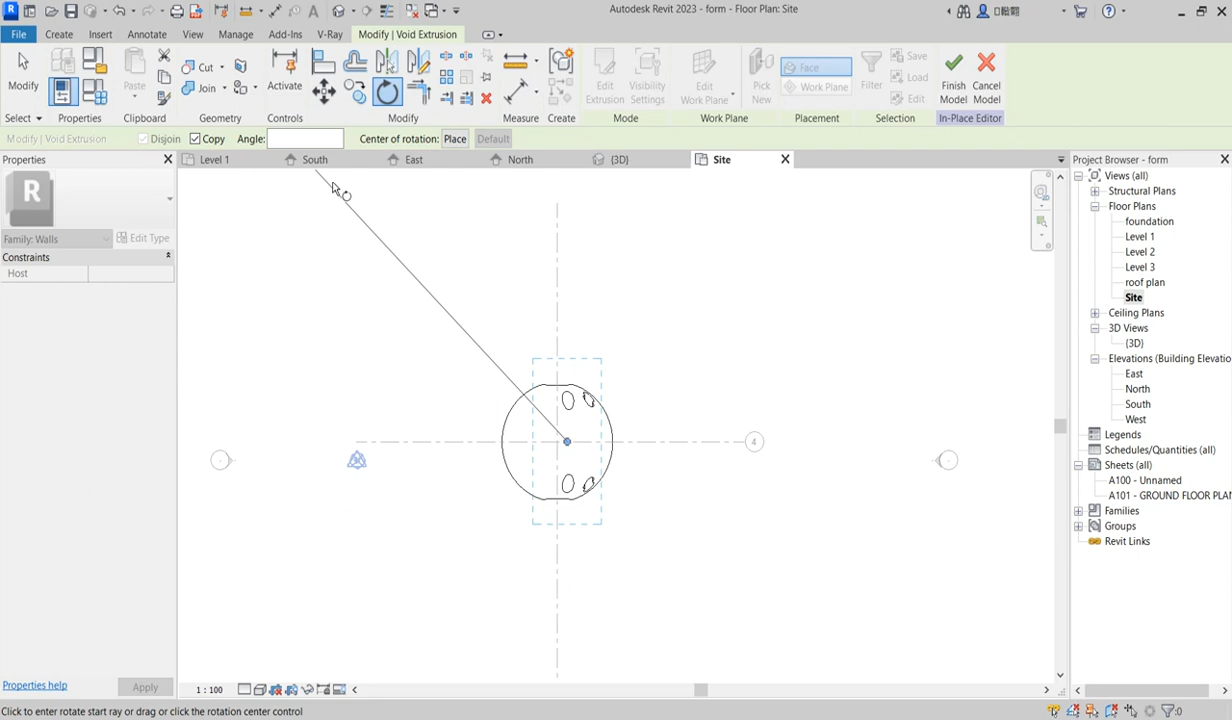 Autodesk Revit 2023 - form - Floor Plan: Site
File Create Insert Annotate View Manage Add-Ins V-Ray Modify | Void Extrusion
Modify
Paste
Cut
Join
Activate
Edit Extrusion
Visibility Settings
Edit Work Plane
Pick New
Face
Work Plane
Filter
Save
Load
Edit
Finish Model
Cancel Model
Select Properties Clipboard Geometry Controls Modify Measure Create Mode Work Plane Placement Selection In-Place Editor
Modify | Void Extrusion Disjoin Copy Angle: Center of rotation: Place Default
Properties
Level 1 South East North {3D} Site
Project Browser - form
R
Family: Walls Edit Type
Constraints
Host
4
Views (all)
Structural Plans
Floor Plans
foundation
Level 1
Level 2
Level 3
roof plan
Site
Ceiling Plans
3D Views
{3D}
Elevations (Building Elevation
East
North
South
West
Legends
Schedules/Quantities (all)
Sheets (all)
A100 - Unnamed
A101 - GROUND FLOOR PLAN
Families
Groups
Revit Links
Properties help Apply
1 : 100
Click to enter rotate start ray or drag or click the rotation center control
:0